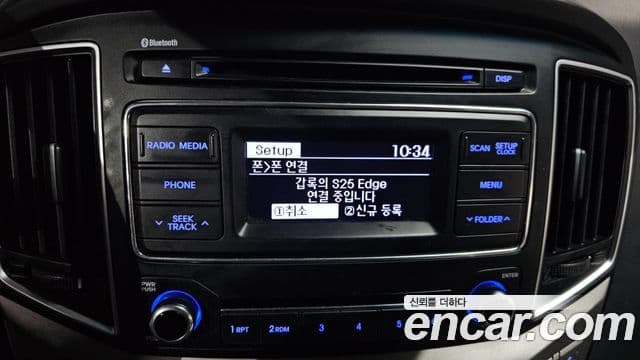 Bluetooth
DISP
RADIO MEDIA
PHONE
SEEK
TRACK
Setup 10:34
폰>폰 연결
갑록의 S25 Edge
연결 중입니다
①취소 ②신규 등록
SCAN SETUP
CLOCK
MENU
FOLDER
PWR
PUSH
ENTER
1 RPT 2 RDM 3 4 5
신뢰를 더하다
encar.com